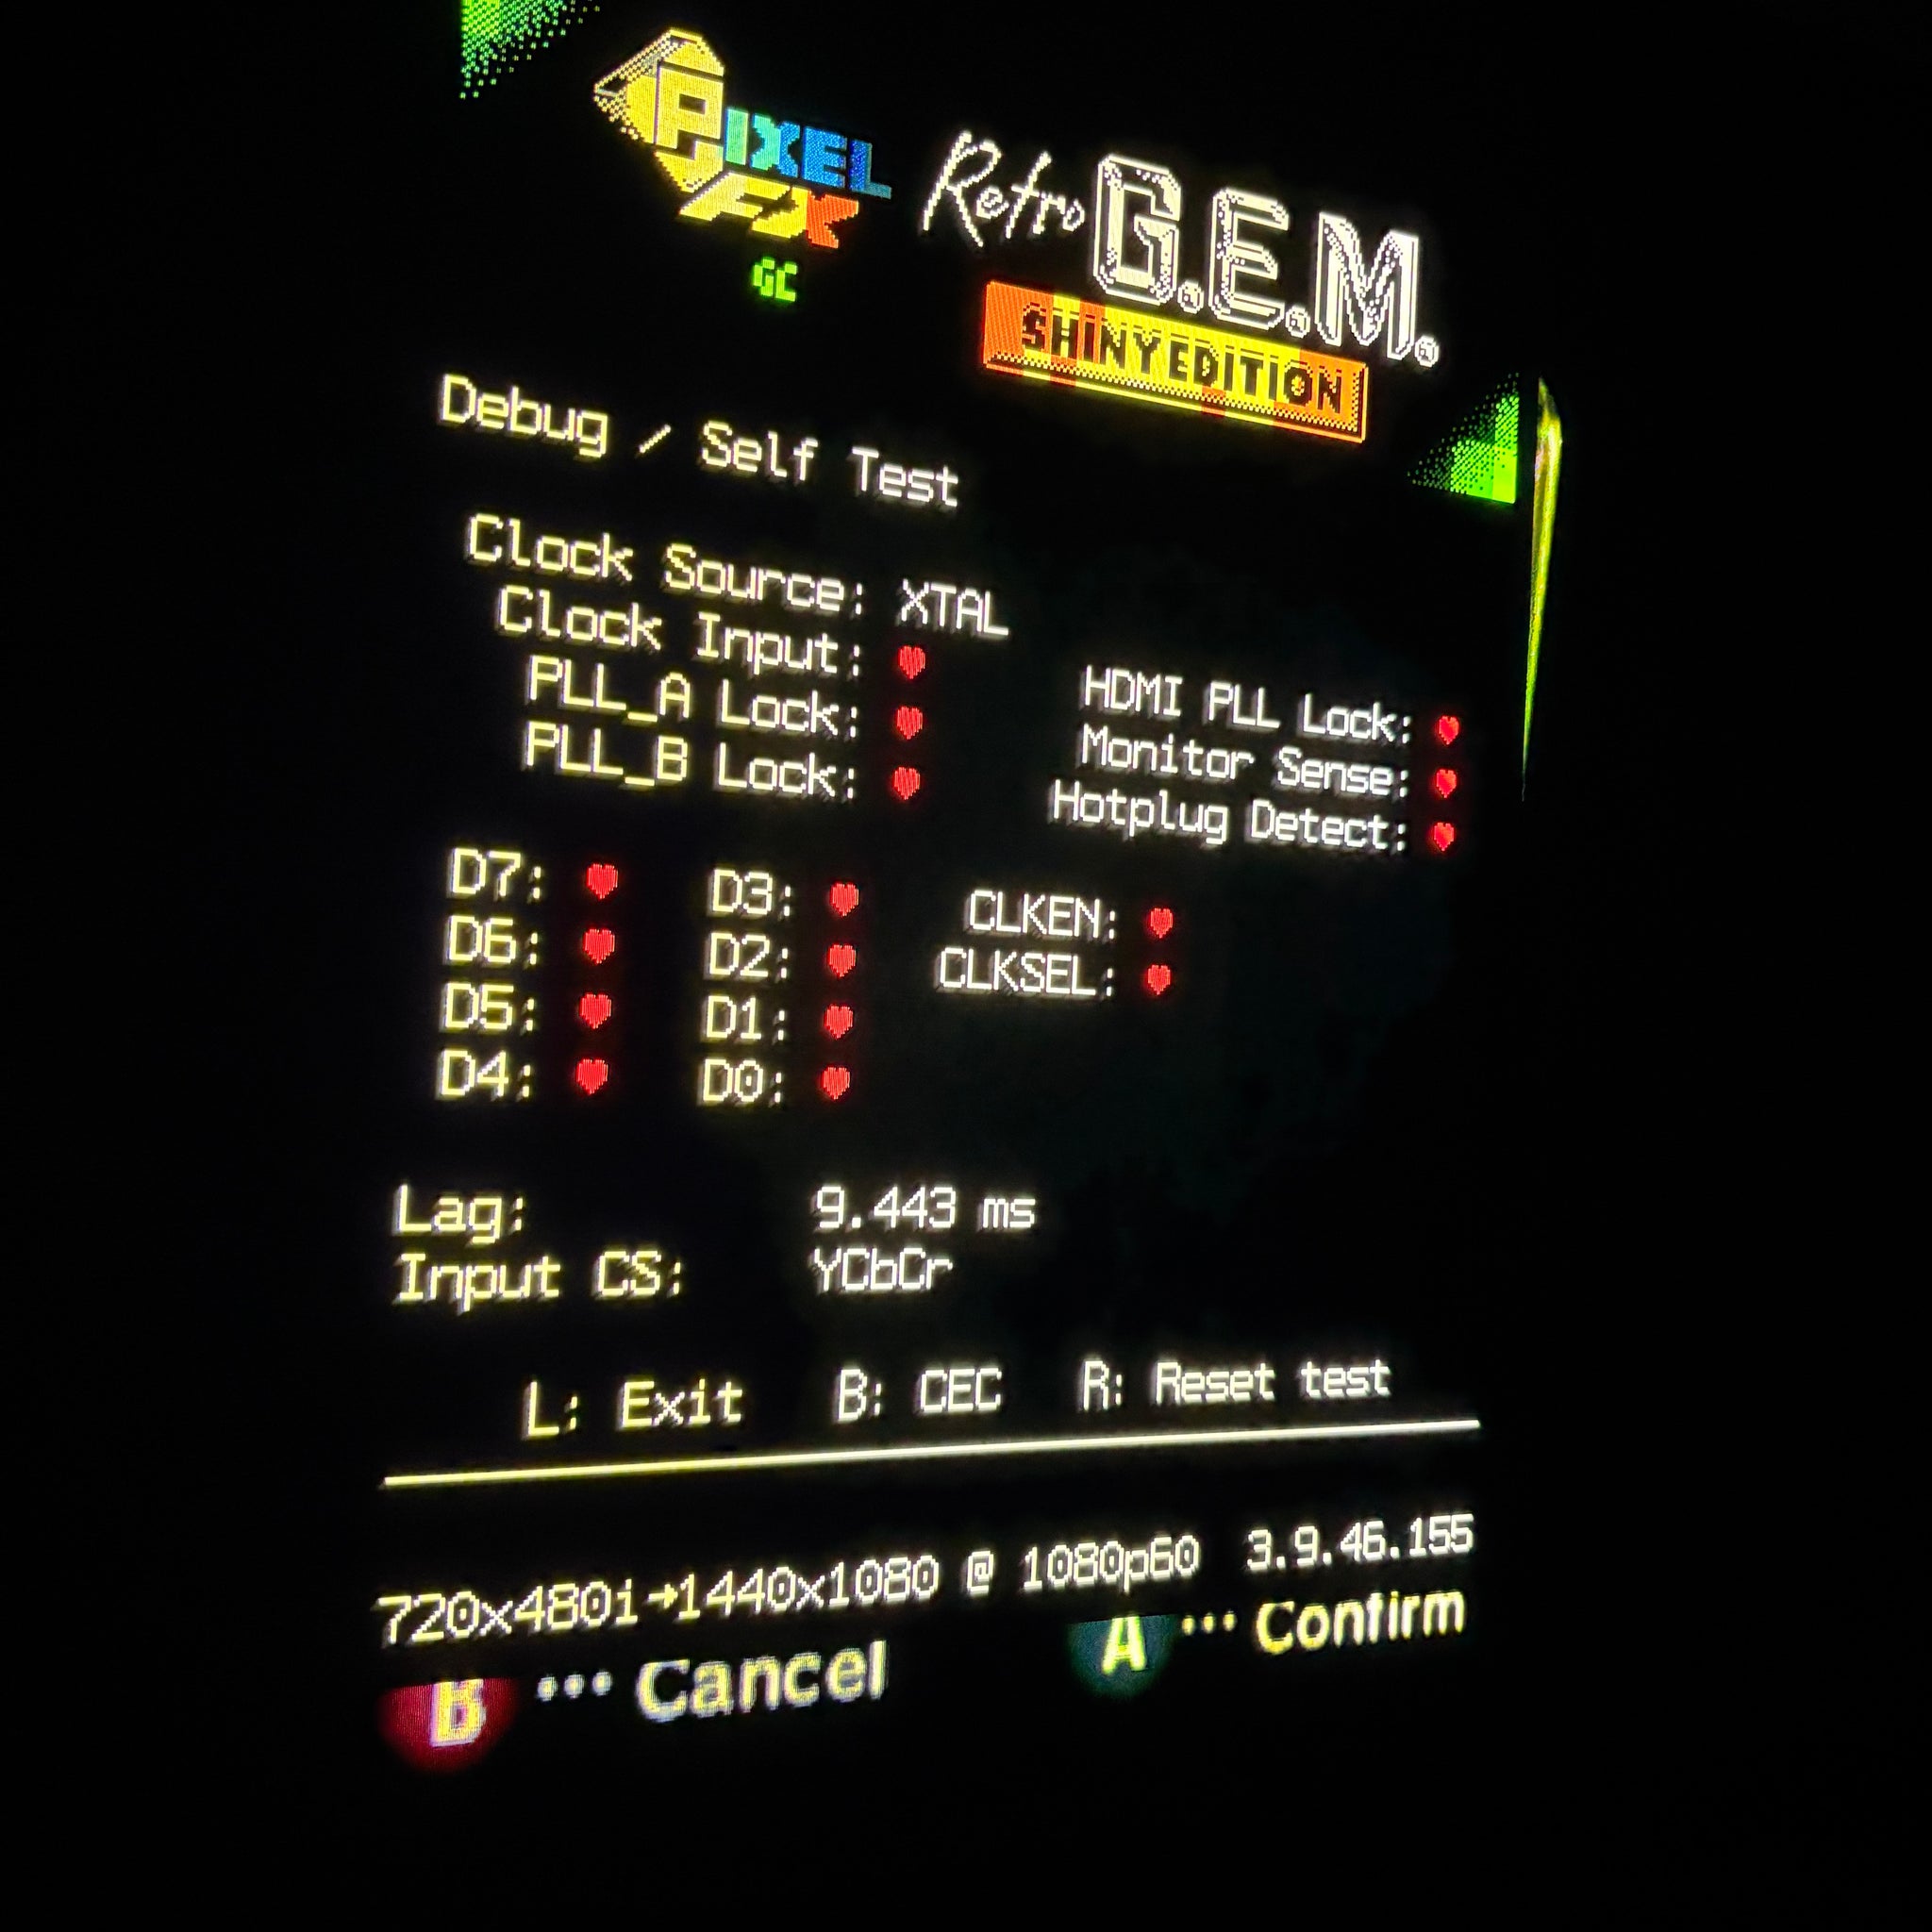 PIXEL
FX
GC
Retro G.E.M.
SHINY EDITION
Debug / Self Test
Clock Source: XTAL
Clock Input: ♥
PLL_A Lock: ♥
PLL_B Lock: ♥
HDMI PLL Lock: ♥
Monitor Sense: ♥
Hotplug Detect: ♥
D7: ♥ D3: ♥ CLKEN: ♥
D6: ♥ D2: ♥ CLKSEL: ♥
D5: ♥ D1: ♥
D4: ♥ D0: ♥
Lag: 9.443 ms
Input CS: YCbCr
L: Exit B: CEC R: Reset test
720x480i→1440x1080 @ 1080p60 3.9.46.155
B ··· Cancel A ··· Confirm